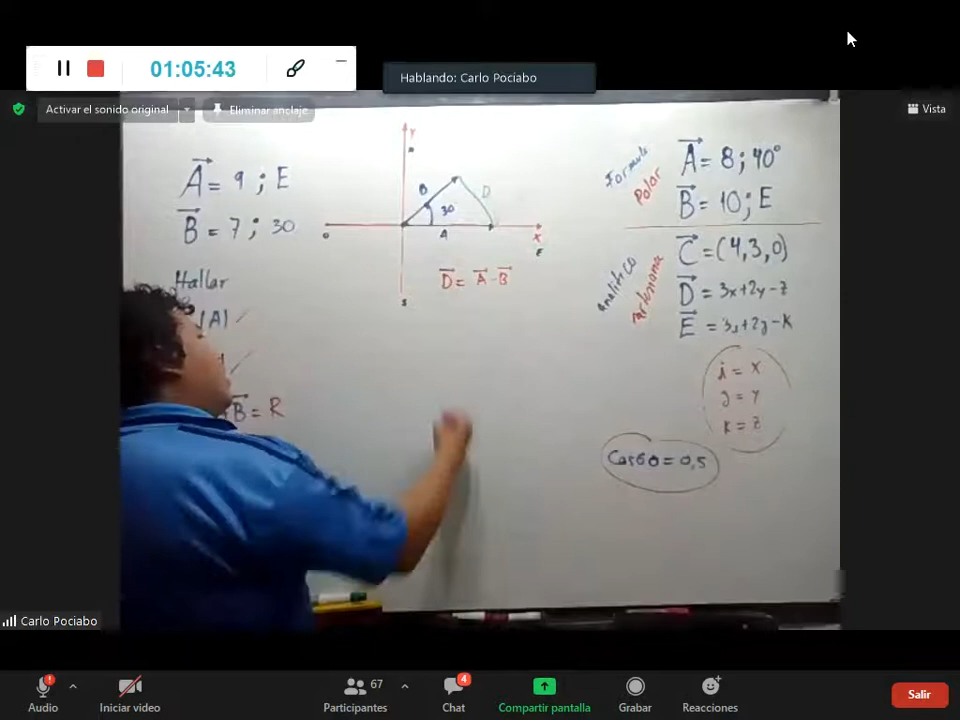 01:05:43
Hablando: Carlo Pociabo
Activar el sonido original
Eliminar anclaje
Vista
A = 9 ; E
B = 7 ; 30
Hallar
|A|
B = R
Y
B
D
30
A
X
E
O
S
D = A - B
Formule
Polar
A = 8 ; 40°
B = 10 ; E
Analitico
Cartesiana
C = (4,3,0)
D = 3x+2y-z
E = 3i+2j-k
i = x
j = y
k = z
Cos60 = 0,5
Carlo Pociabo
Audio
Iniciar video
67
Participantes
4
Chat
Compartir pantalla
Grabar
Reacciones
Salir